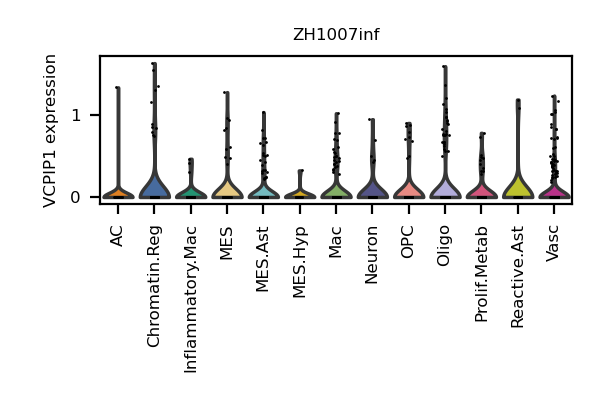 ZH1007inf
VCPIP1 expression
1
0
AC
Chromatin.Reg
Inflammatory.Mac
MES
MES.Ast
MES.Hyp
Mac
Neuron
OPC
Oligo
Prolif.Metab
Reactive.Ast
Vasc